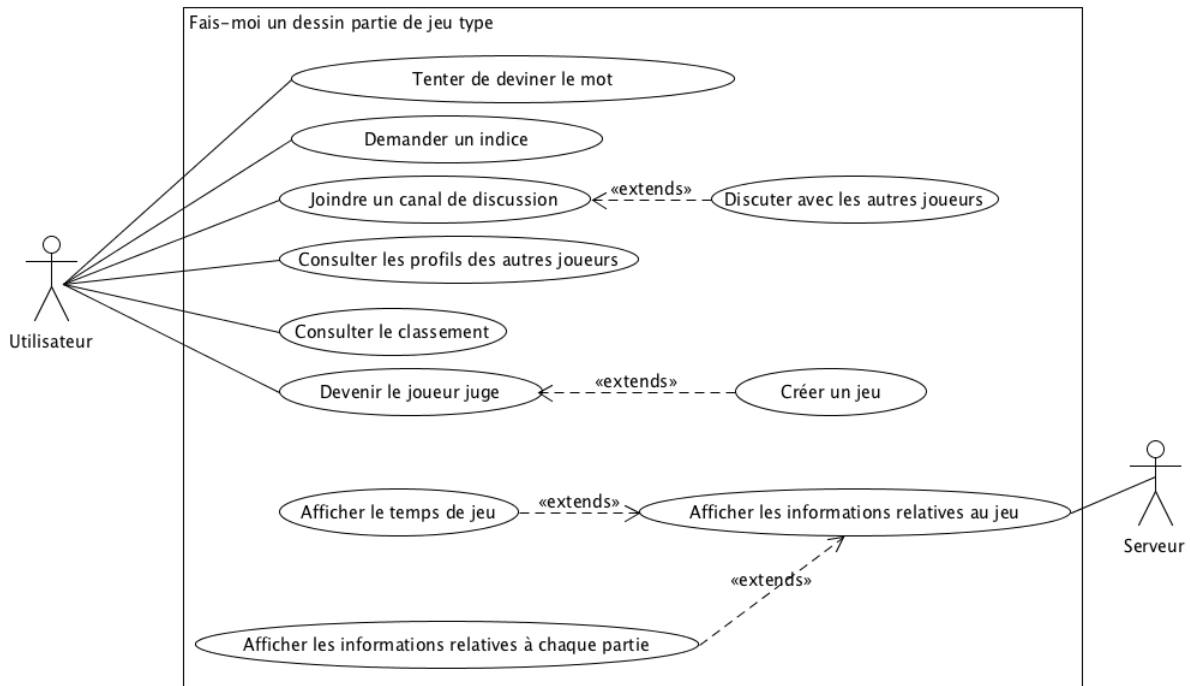 Fais-moi un dessin partie de jeu type
Tenter de deviner le mot
Demander un indice
Joindre un canal de discussion
«extends»
Discuter avec les autres joueurs
Consulter les profils des autres joueurs
Utilisateur
Consulter le classement
Devenir le joueur juge
«extends»
Créer un jeu
Afficher le temps de jeu
«extends»
Afficher les informations relatives au jeu
Serveur
«extends»
Afficher les informations relatives à chaque partie